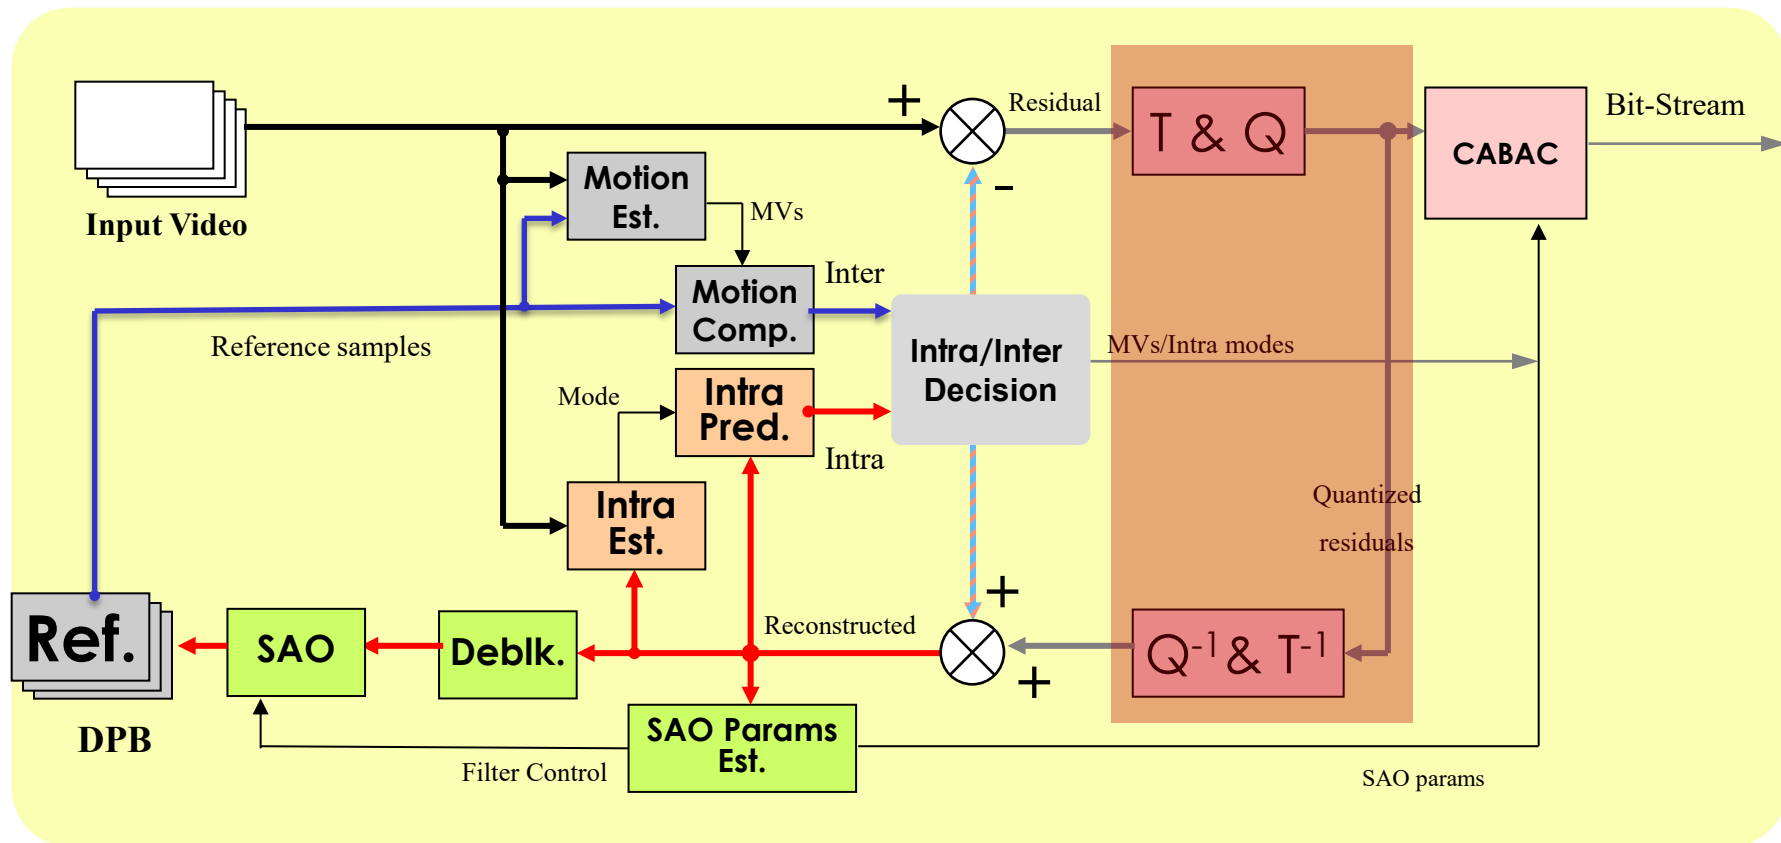 +
Residual
T & Q
CABAC
Bit-Stream
Input Video
Motion
Est.
MVs
-
Motion
Comp.
Inter
Reference samples
Intra/Inter
Decision
MVs/Intra modes
Mode
Intra
Pred.
Intra
Intra
Est.
Quantized
residuals
Ref.
DPB
SAO
Deblk.
Reconstructed
+
+
Q-1 & T-1
SAO Params
Est.
Filter Control
SAO params